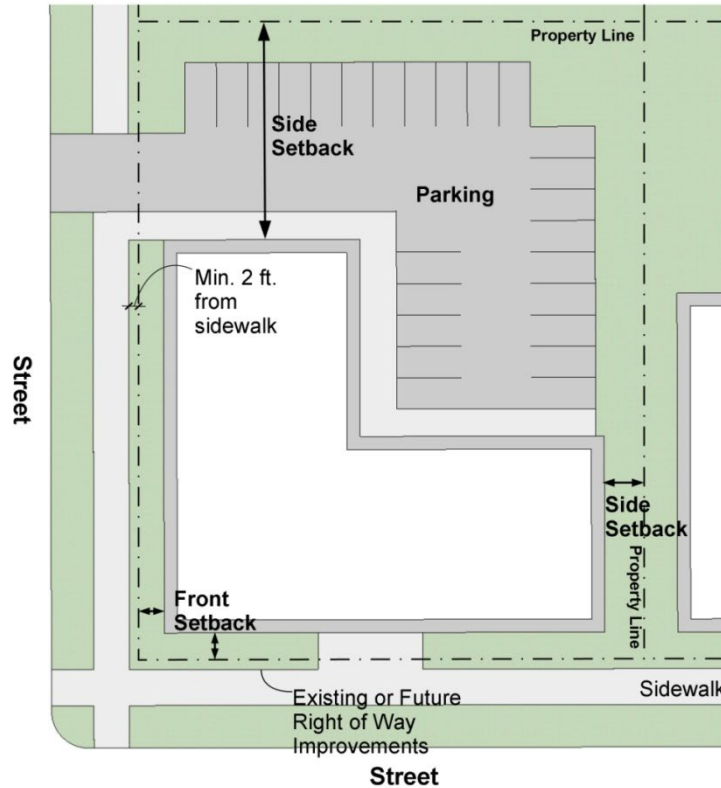 Property Line
Side
Setback
Parking
Min. 2 ft.
from
sidewalk
Street
Side
Setback
Property Line
Front
Setback
Sidewalk
Existing or Future
Right of Way
Improvements
Street